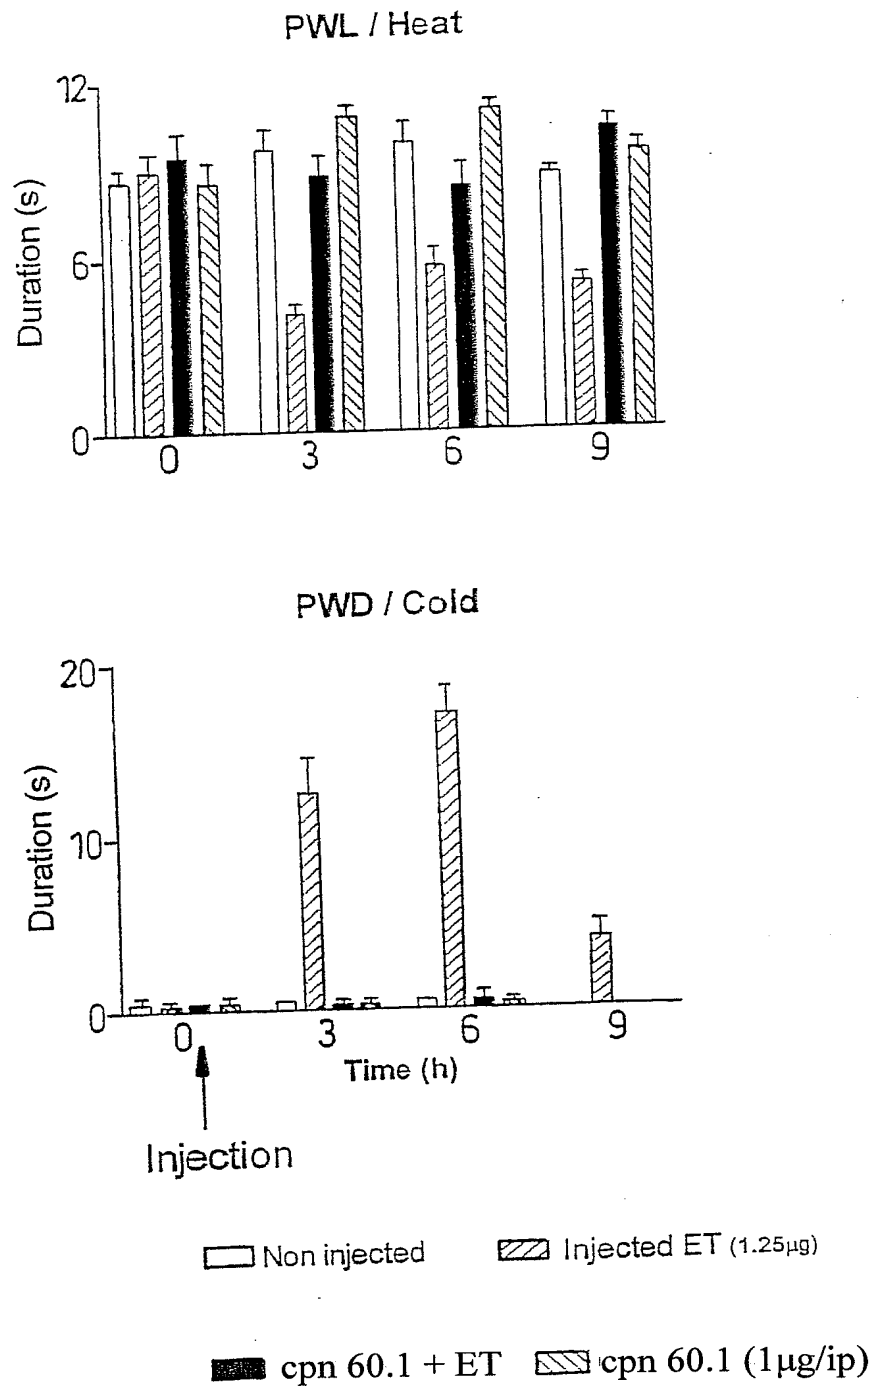 PWL / Heat
12
6
0
Duration (s)
0 3 6 9
PWD / Cold
20
10
0
Duration (s)
0 3 6 9
Time (h)
Injection
Non injected
Injected ET (1.25µg)
cpn 60.1 + ET
cpn 60.1 (1µg/ip)